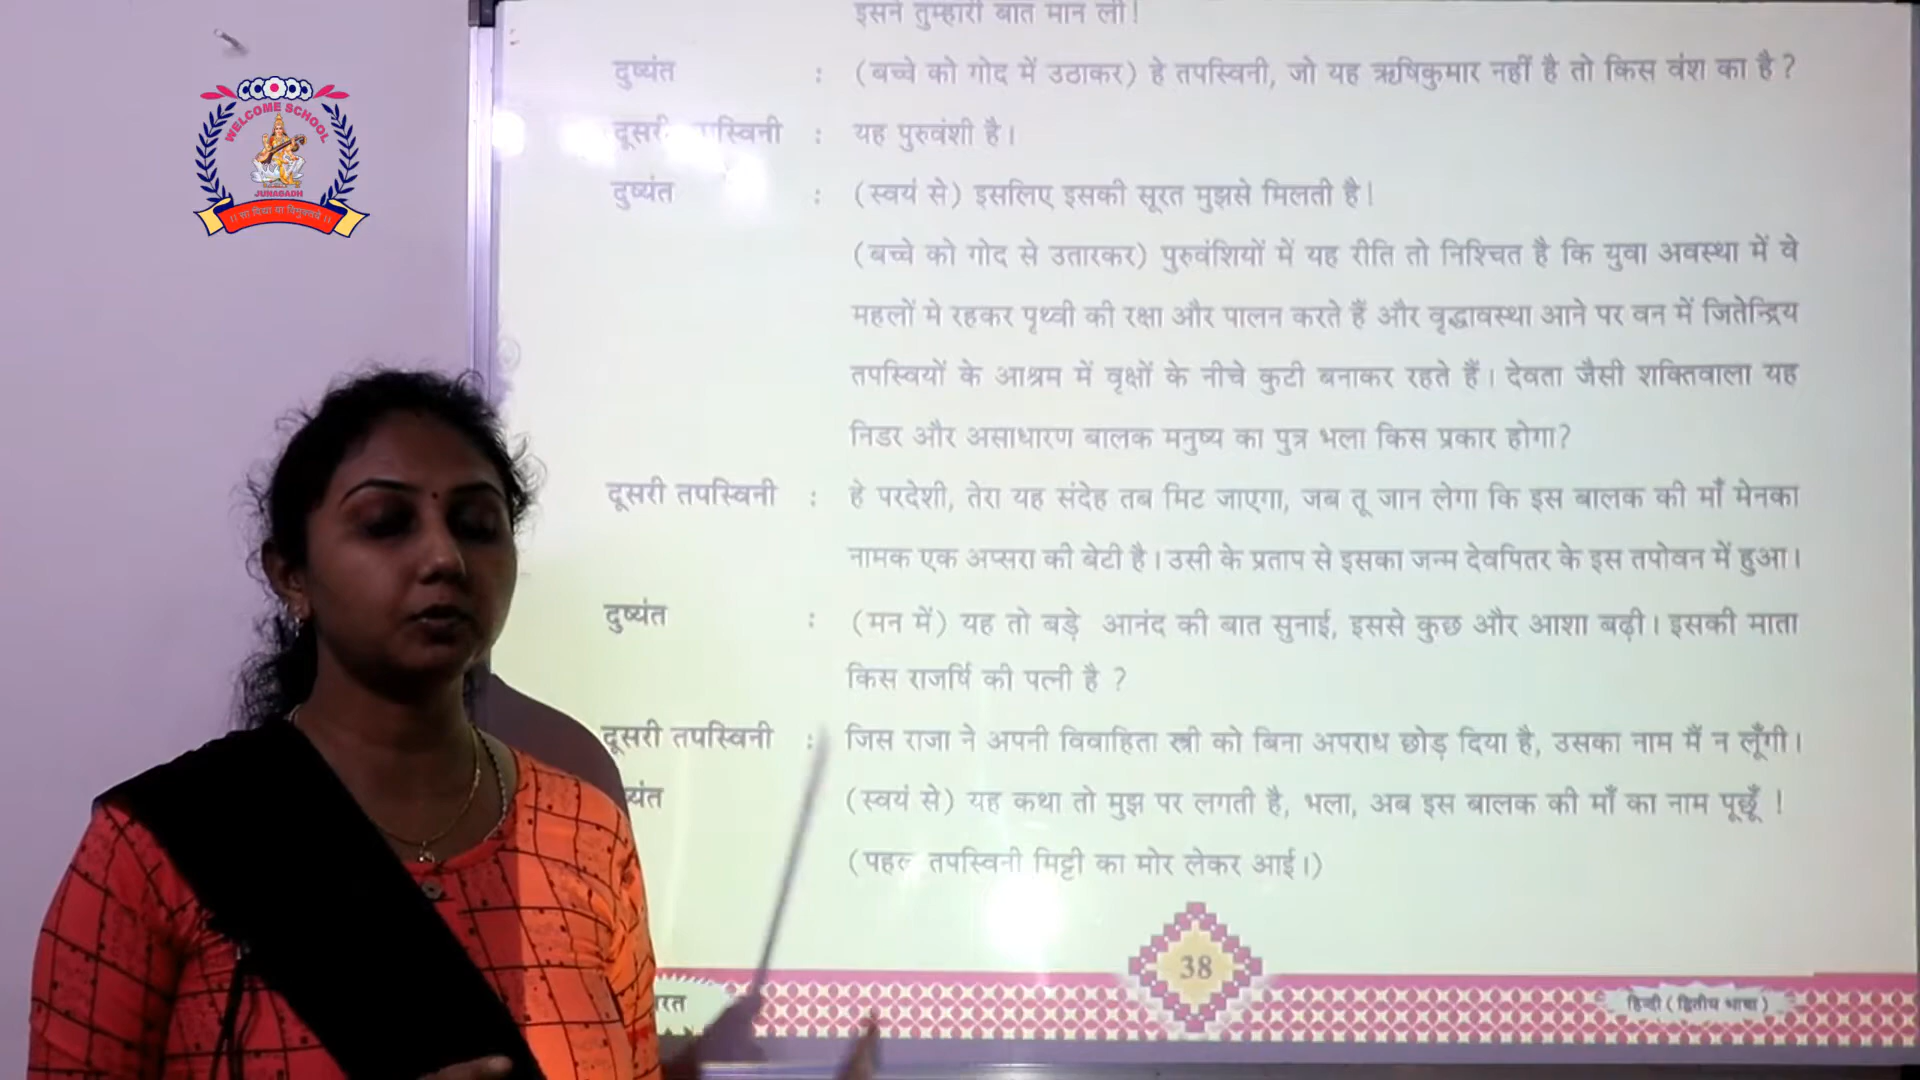 WELCOME SCHOOL
JUNAGADH
इसने तुम्हारी बात मान ली!
दुष्यंत : (बच्चे को गोद में उठाकर) हे तपस्विनी, जो यह ऋषिकुमार नहीं है तो किस वंश का है ?
दूसरी तपस्विनी : यह पुरुवंशी है।
दुष्यंत : (स्वयं से) इसलिए इसकी सूरत मुझसे मिलती है!
(बच्चे को गोद से उतारकर) पुरुवंशियों में यह रीति तो निश्चित है कि युवा अवस्था में वे
महलों मे रहकर पृथ्वी की रक्षा और पालन करते हैं और वृद्धावस्था आने पर वन में जितेन्द्रिय
तपस्वियों के आश्रम में वृक्षों के नीचे कुटी बनाकर रहते हैं। देवता जैसी शक्तिवाला यह
निडर और असाधारण बालक मनुष्य का पुत्र भला किस प्रकार होगा?
दूसरी तपस्विनी : हे परदेशी, तेरा यह संदेह तब मिट जाएगा, जब तू जान लेगा कि इस बालक की माँ मेनका
नामक एक अप्सरा की बेटी है। उसी के प्रताप से इसका जन्म देवपितर के इस तपोवन में हुआ।
दुष्यंत : (मन में) यह तो बड़े आनंद की बात सुनाई, इससे कुछ और आशा बढ़ी। इसकी माता
किस राजर्षि की पत्नी है ?
दूसरी तपस्विनी : जिस राजा ने अपनी विवाहिता स्त्री को बिना अपराध छोड़ दिया है, उसका नाम मैं न लूँगी।
ष्यंत (स्वयं से) यह कथा तो मुझ पर लगती है, भला, अब इस बालक की माँ का नाम पूछूँ !
(पहल तपस्विनी मिट्टी का मोर लेकर आई।)
38
रत
हिन्दी (द्वितीय भाषा)